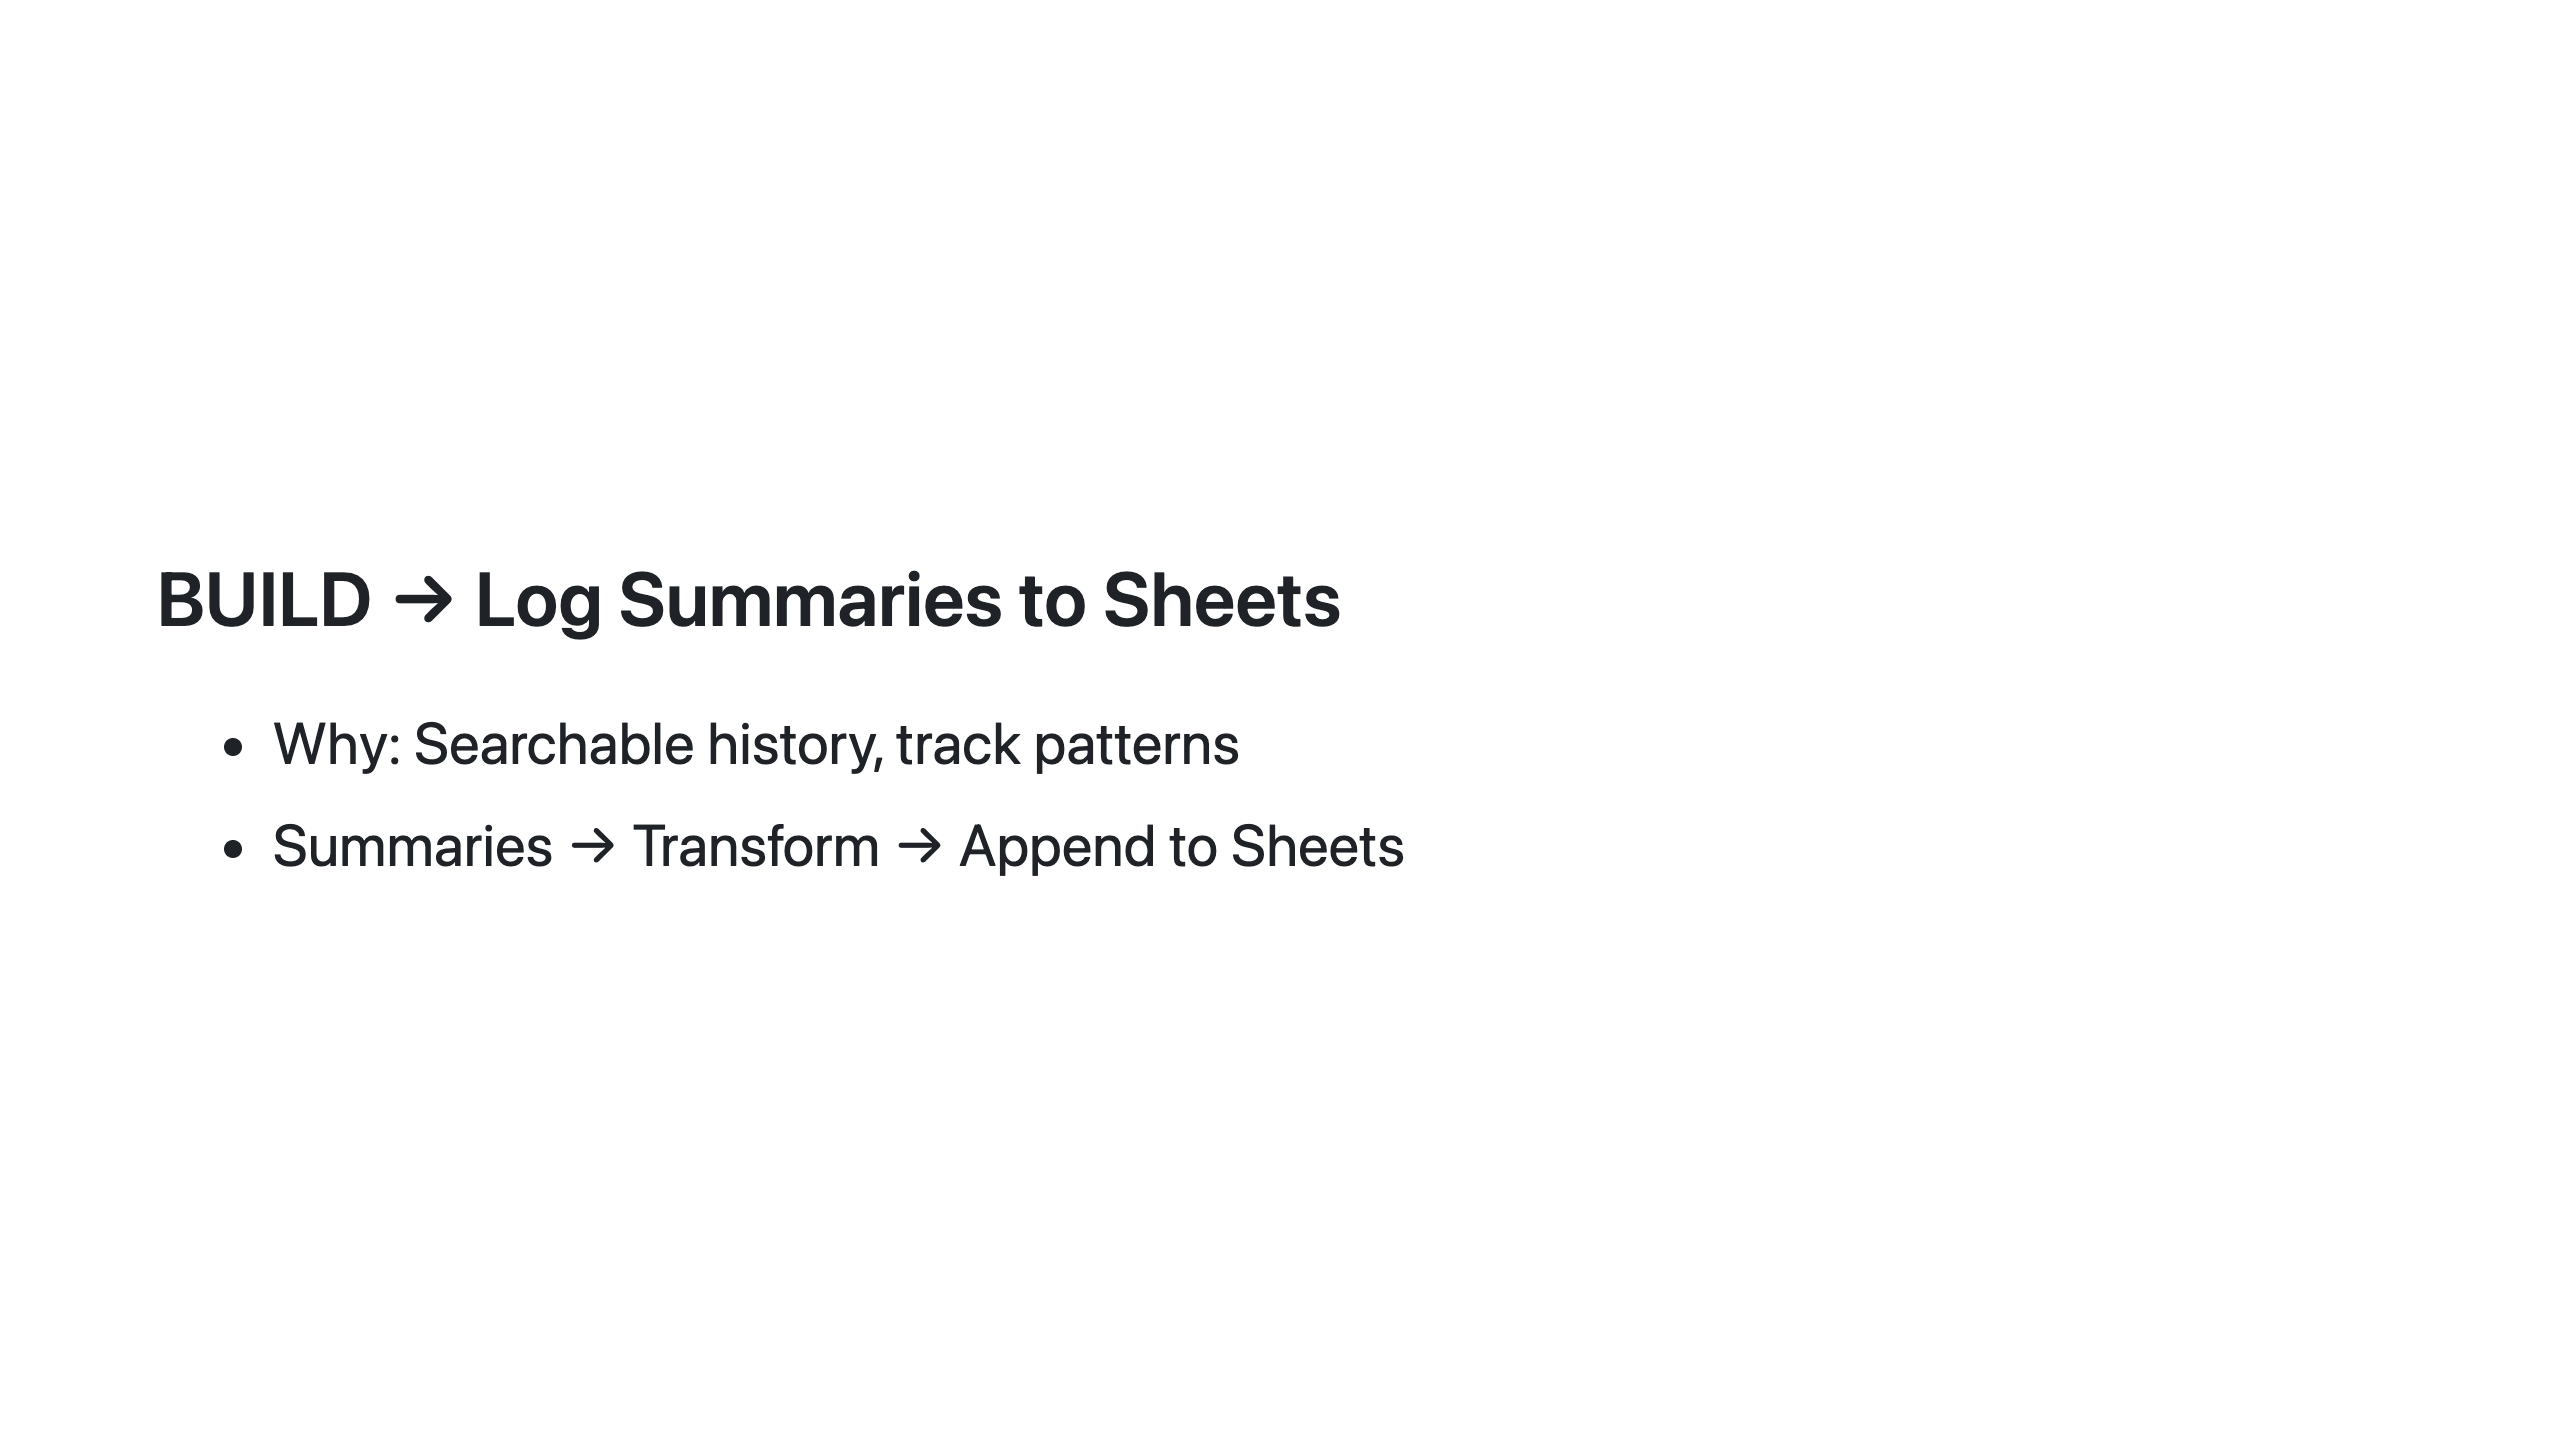 BUILD → Log Summaries to Sheets
• Why: Searchable history, track patterns
• Summaries → Transform → Append to Sheets